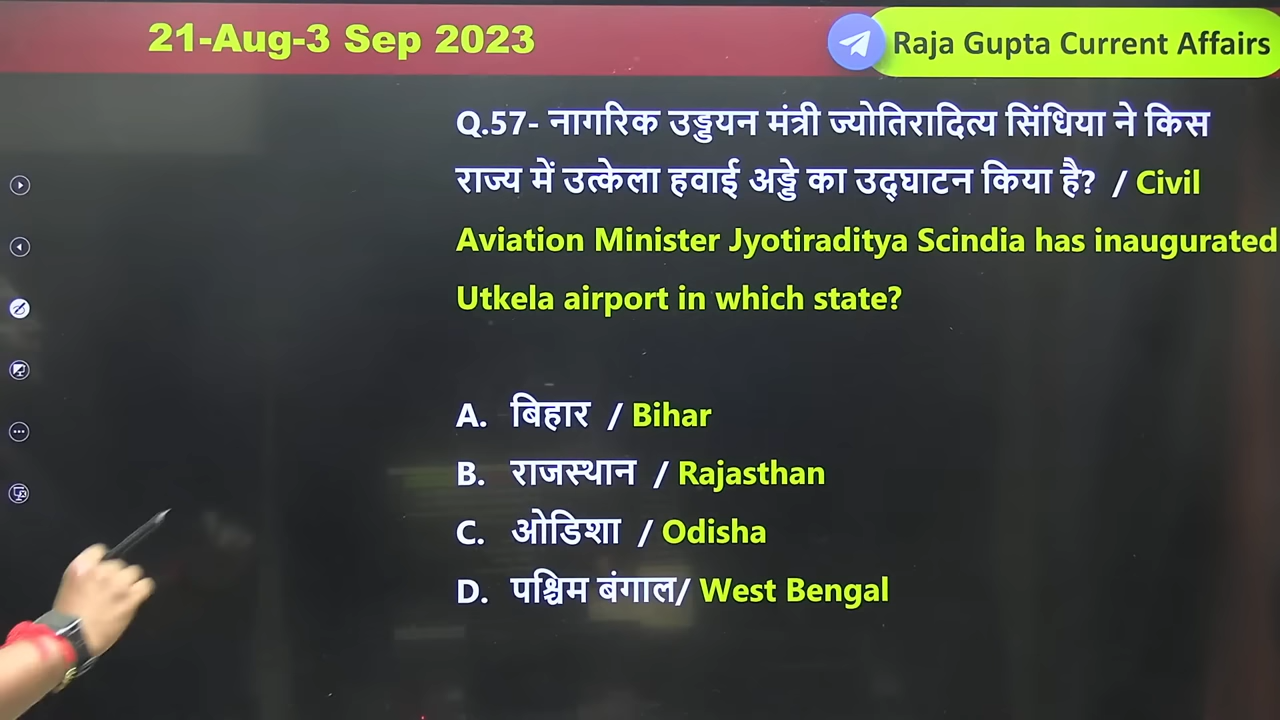 21-Aug-3 Sep 2023
Raja Gupta Current Affairs
Q.57- नागरिक उड्डयन मंत्री ज्योतिरादित्य सिंधिया ने किस
राज्य में उत्केला हवाई अड्डे का उद्घाटन किया है? / Civil
Aviation Minister Jyotiraditya Scindia has inaugurated
Utkela airport in which state?
A. बिहार / Bihar
B. राजस्थान / Rajasthan
C. ओडिशा / Odisha
D. पश्चिम बंगाल/ West Bengal